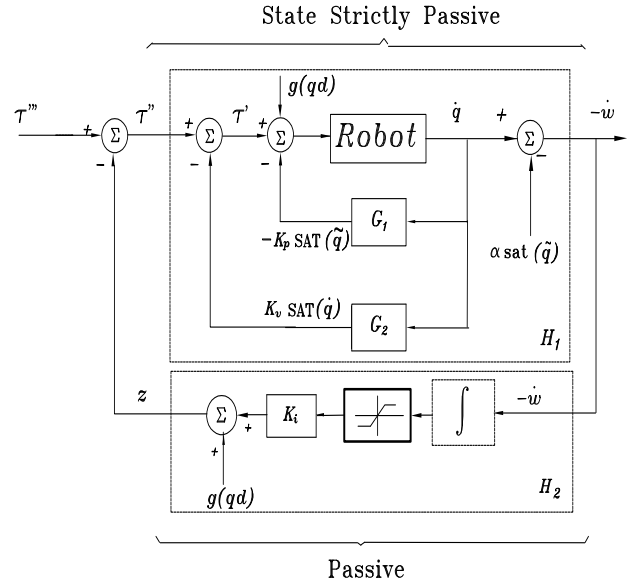 State Strictly Passive
g(qd)
τ''' + Σ τ'' + Σ τ' + Σ Robot q̇ + Σ −ẇ
− − − −
G₁
−Kₚ SAT(q̃)
α sat(q̃)
Kᵥ SAT(q̇)
G₂
H₁
z Σ + Kᵢ ∫ −ẇ
+
g(qd)
H₂
Passive